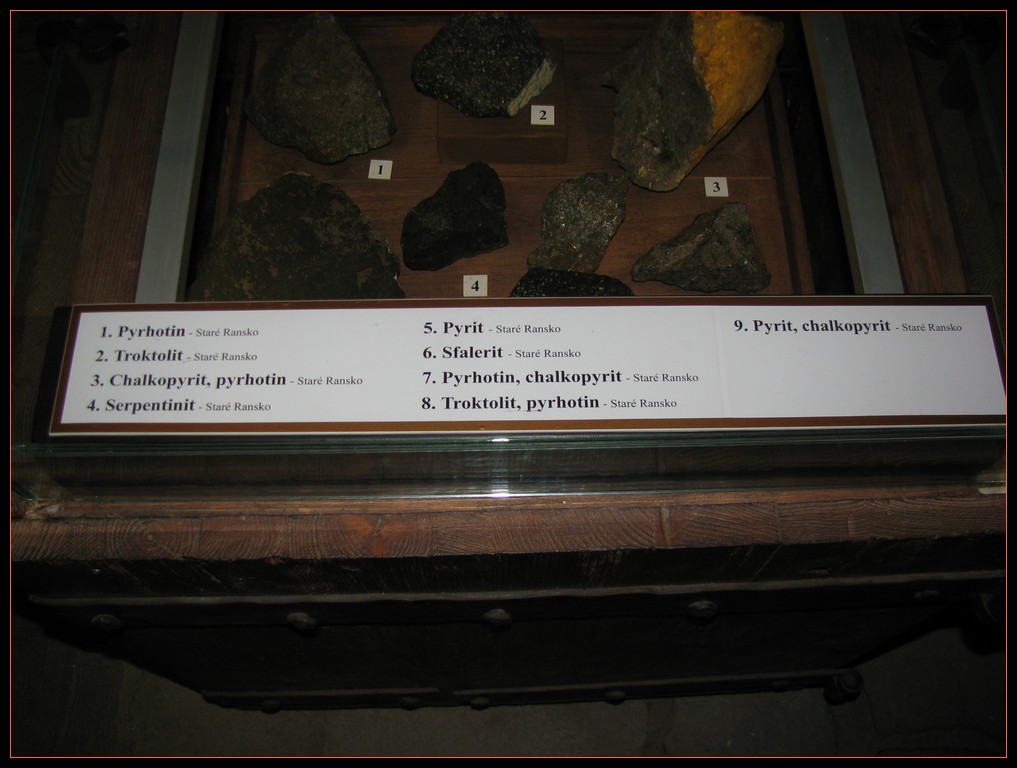 1
2
3
4
1. Pyrhotin - Staré Ransko
2. Troktolit - Staré Ransko
3. Chalkopyrit, pyrhotin - Staré Ransko
4. Serpentinit - Staré Ransko
5. Pyrit - Staré Ransko
6. Sfalerit - Staré Ransko
7. Pyrhotin, chalkopyrit - Staré Ransko
8. Troktolit, pyrhotin - Staré Ransko
9. Pyrit, chalkopyrit - Staré Ransko